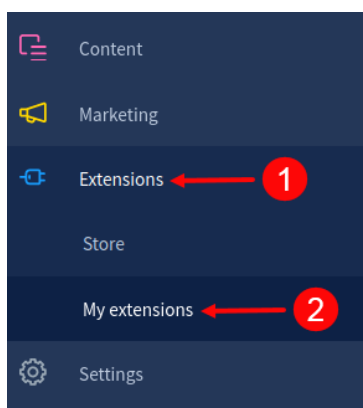 Content
Marketing
Extensions 1
Store
My extensions 2
Settings